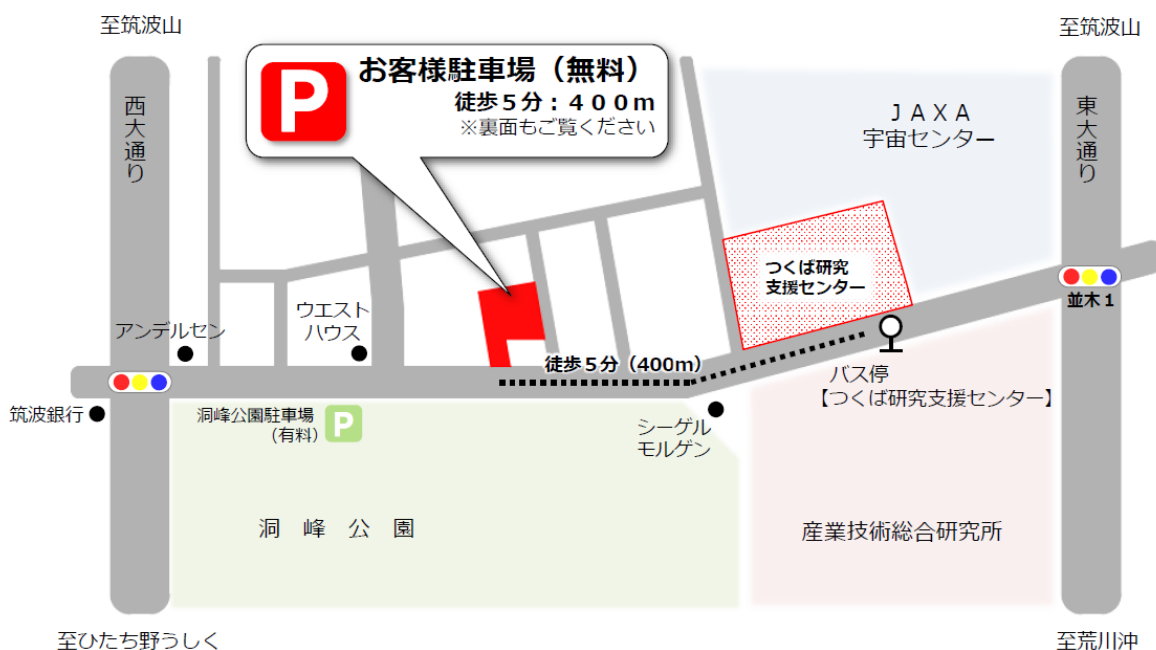 至筑波山
至筑波山
P
お客様駐車場（無料）
徒歩５分：４００ｍ
※裏面もご覧ください
西大通り
ＪＡＸＡ
宇宙センター
東大通り
つくば研究
支援センター
並木１
ウエスト
ハウス
アンデルセン
徒歩５分（400m）
バス停
【つくば研究支援センター】
筑波銀行
洞峰公園駐車場
（有料）
P
シーゲル
モルゲン
洞峰公園
産業技術総合研究所
至ひたち野うしく
至荒川沖